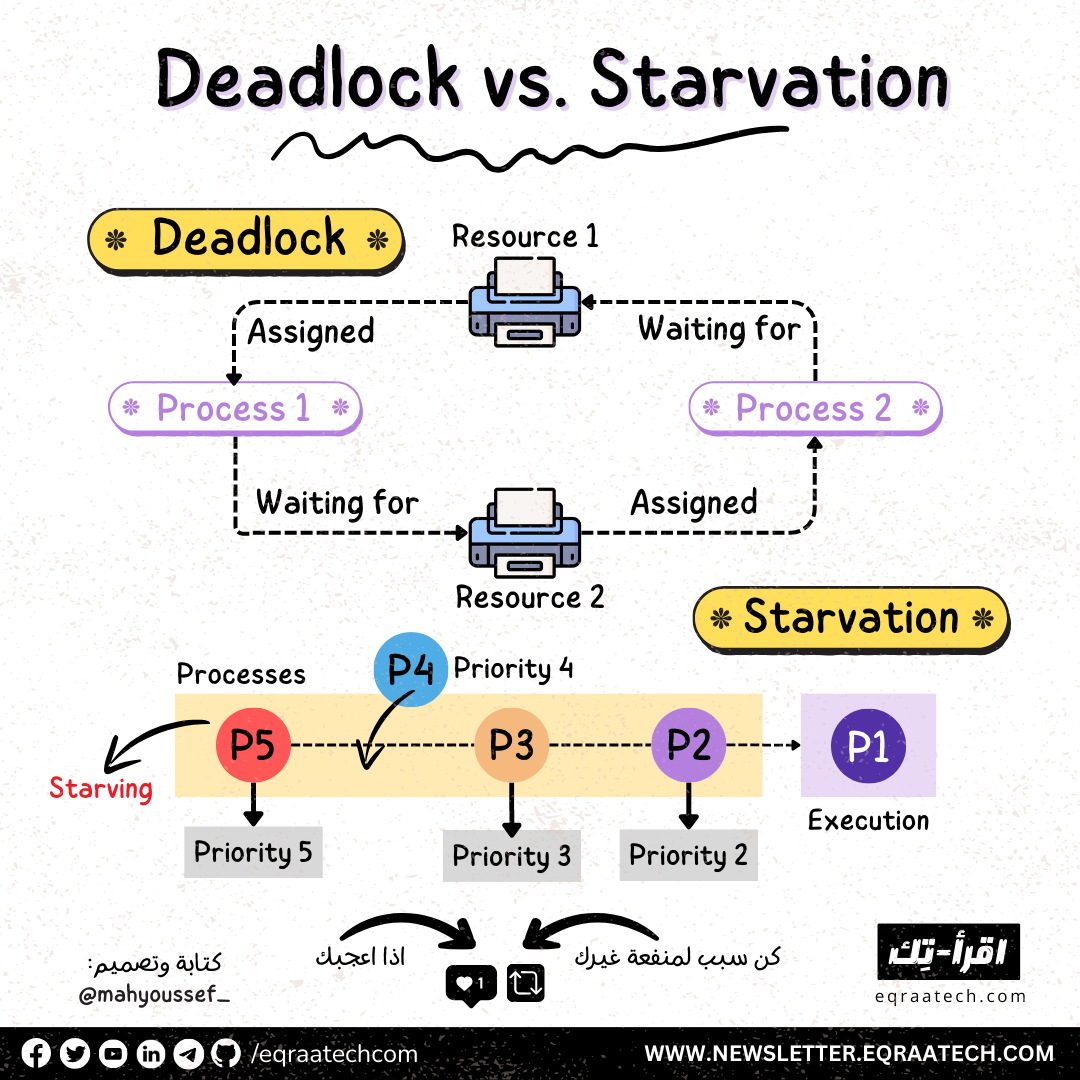 Deadlock vs. Starvation
Deadlock
Resource 1
Assigned
Waiting for
Process 1
Process 2
Waiting for
Assigned
Resource 2
Starvation
Processes
P4
Priority 4
P5
P3
P2
P1
Starving
Execution
Priority 5
Priority 3
Priority 2
كتابة وتصميم:
@mahyoussef_
اذا اعجبك
1
كن سبب لمنفعة غيرك
اقرأ-تِك
eqraatech.com
/eqraatechcom
WWW.NEWSLETTER.EQRAATECH.COM